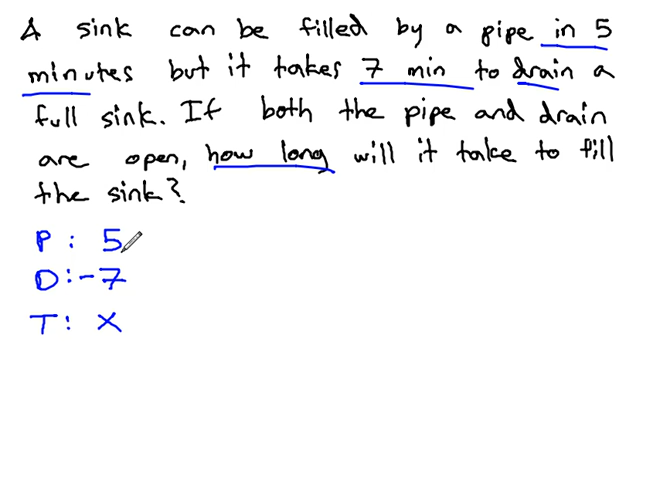 A sink can be filled by a pipe in 5
minutes but it takes 7 min to drain a
full sink. If both the pipe and drain
are open, how long will it take to fill
the sink?
P: 5
D: -7
T: x